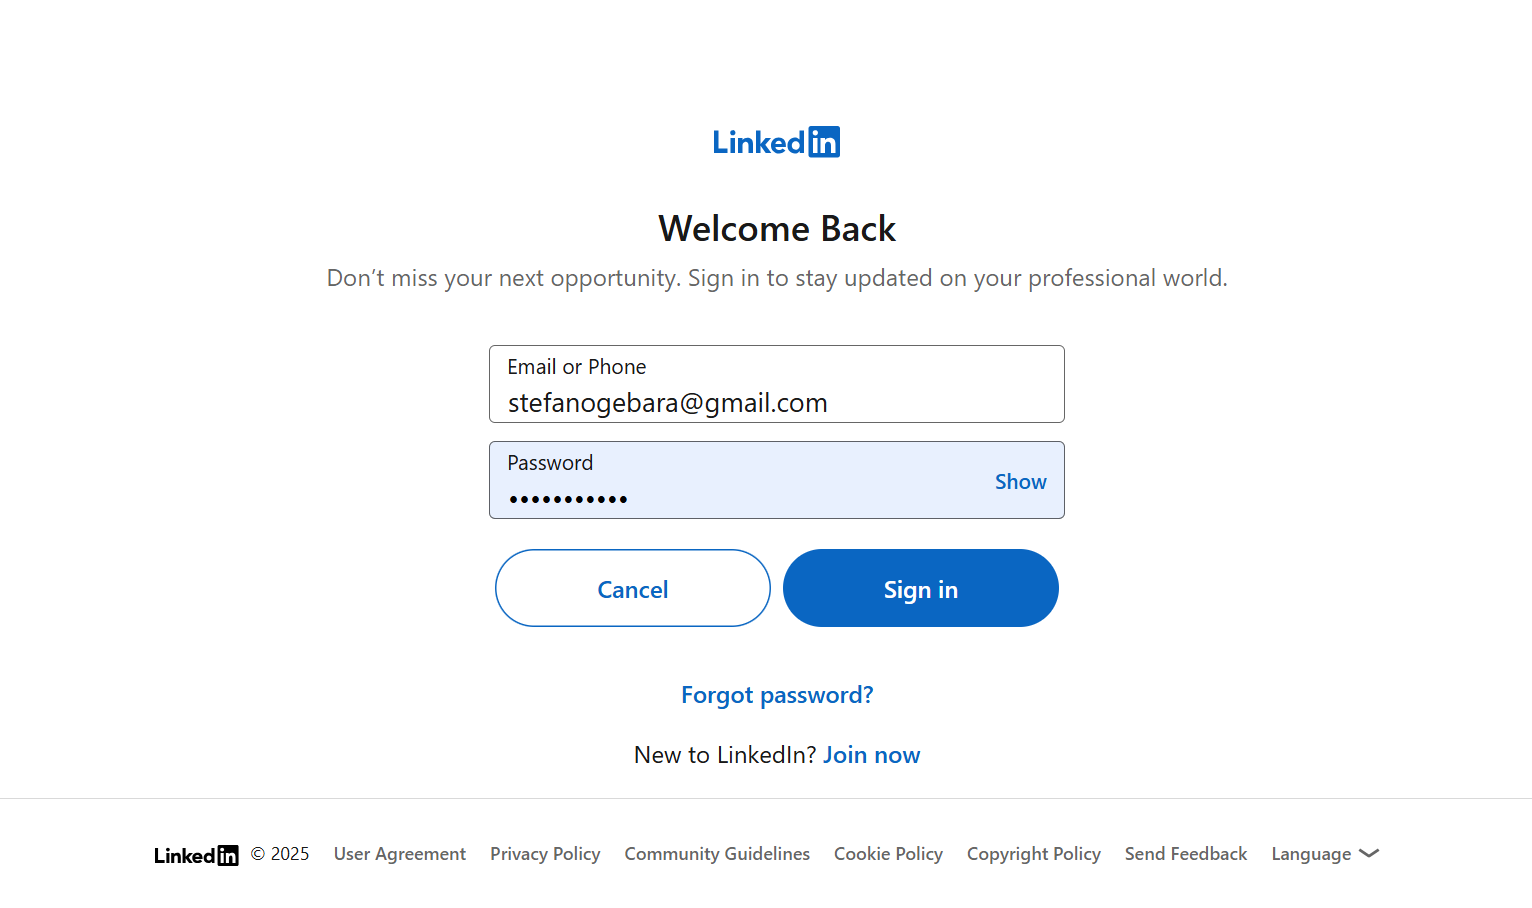 Linkedin
Welcome Back
Don’t miss your next opportunity. Sign in to stay updated on your professional world.
Email or Phone
stefanogebara@gmail.com
Password
•••••••••••
Show
Cancel
Sign in
Forgot password?
New to LinkedIn? Join now
Linkedin © 2025 User Agreement Privacy Policy Community Guidelines Cookie Policy Copyright Policy Send Feedback Language